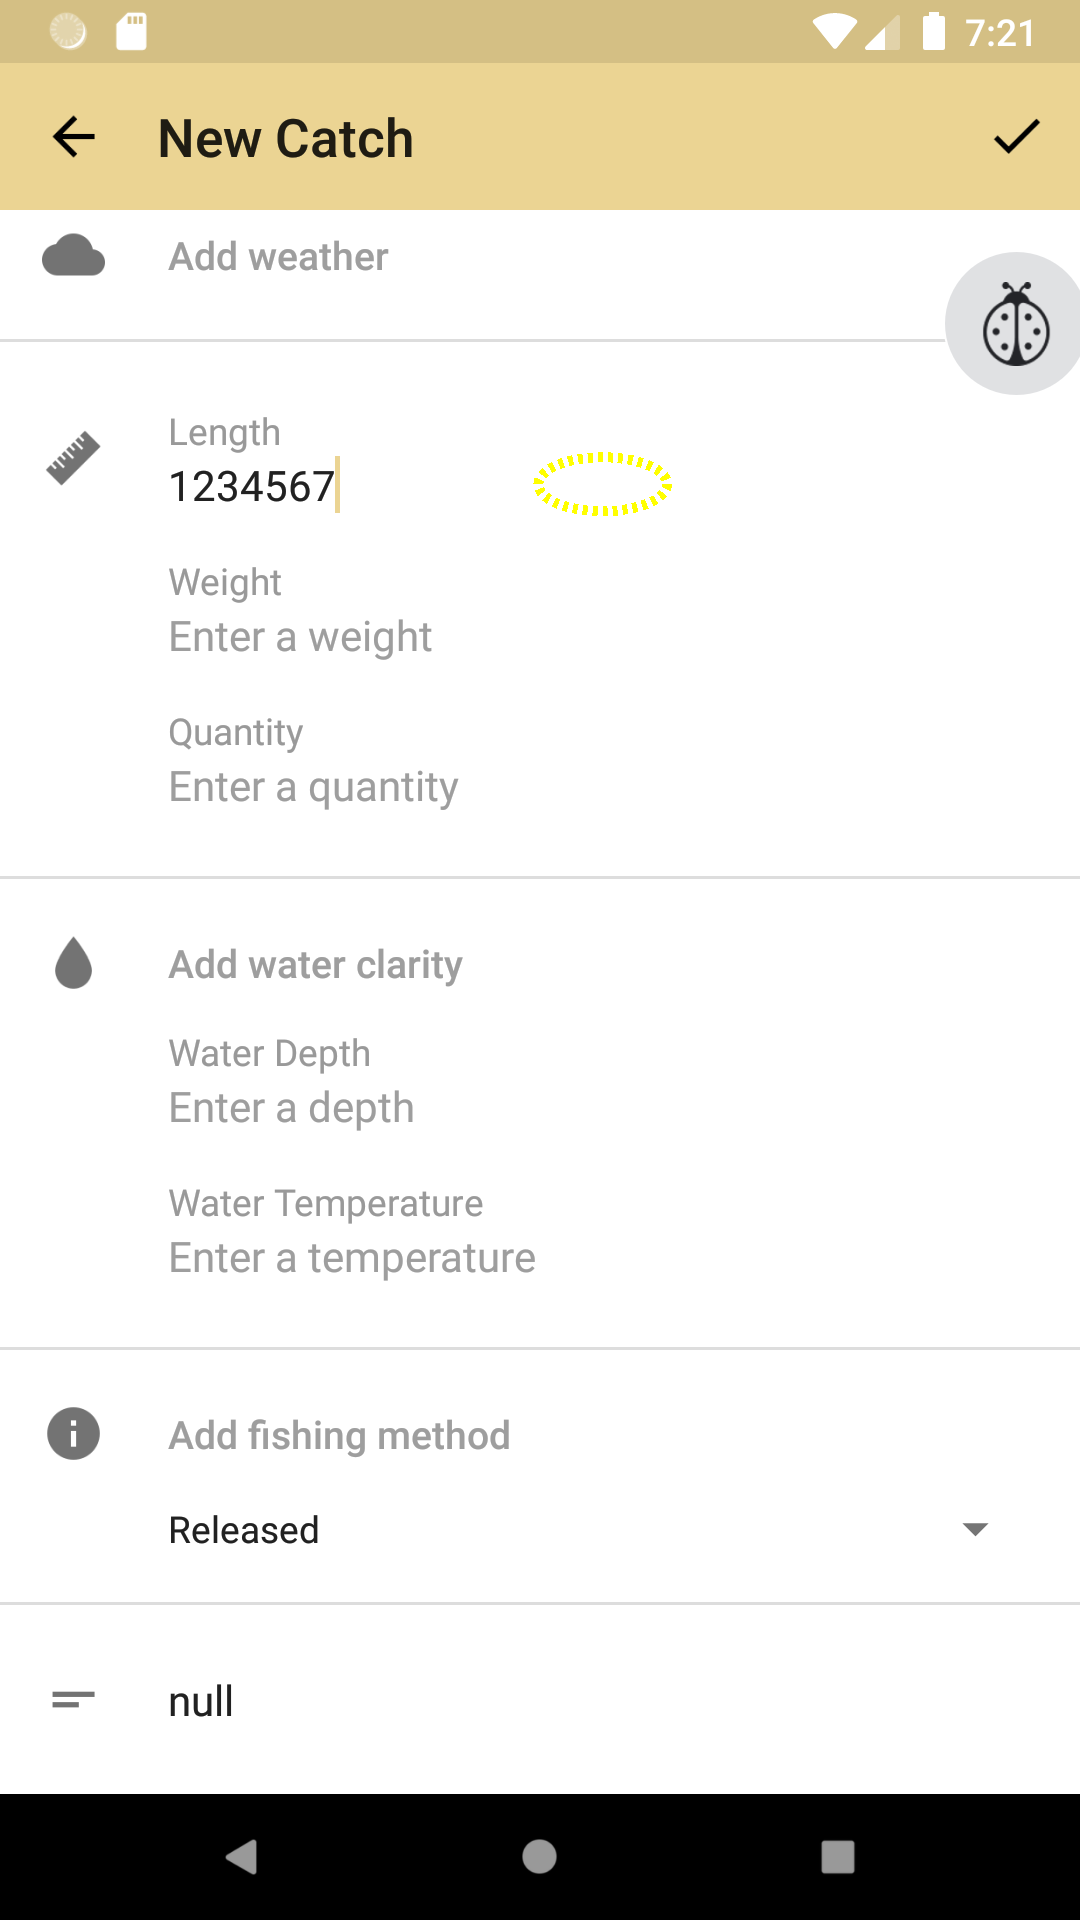 7:21
New Catch
Add weather
Length
1234567
Weight
Enter a weight
Quantity
Enter a quantity
Add water clarity
Water Depth
Enter a depth
Water Temperature
Enter a temperature
Add fishing method
Released
null